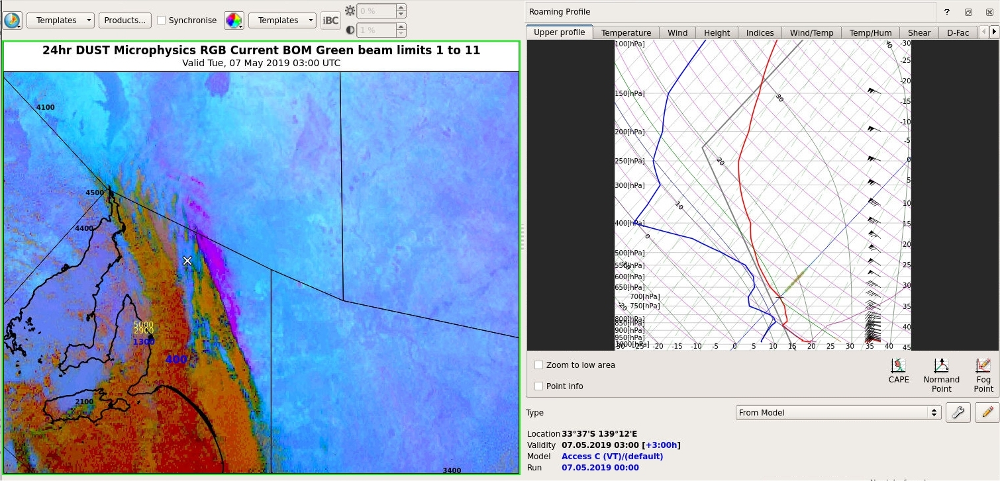 Templates Products... Synchronise Templates iBC 0 % 1 %
24hr DUST Microphysics RGB Current BOM Green beam limits 1 to 11
Valid Tue, 07 May 2019 03:00 UTC
4100
4500
4400
5000
2900
1300
400
2100
3400
Roaming Profile ?
Upper profile Temperature Wind Height Indices Wind/Temp Temp/Hum Shear D-Fac
100[hPa]
150[hPa]
200[hPa]
250[hPa]
300[hPa]
400[hPa]
500[hPa]
550[hPa]
600[hPa]
650[hPa]
700[hPa]
750[hPa]
800[hPa]
850[hPa]
900[hPa]
950[hPa]
1000[hPa]
40
30
20
10
0
-20
-30
-25
-20
-15
-10
-5
0
5
10
15
20
25
30
35
40
45
-30 -25 -20 -15 -10 -5 0 5 10 15 20 25 30 35 40
Zoom to low area
Point info
CAPE
Normand Point
Fog Point
Type From Model
Location 33°37'S 139°12'E
Validity 07.05.2019 03:00 [+3:00h]
Model Access C (VT)/(default)
Run 07.05.2019 00:00